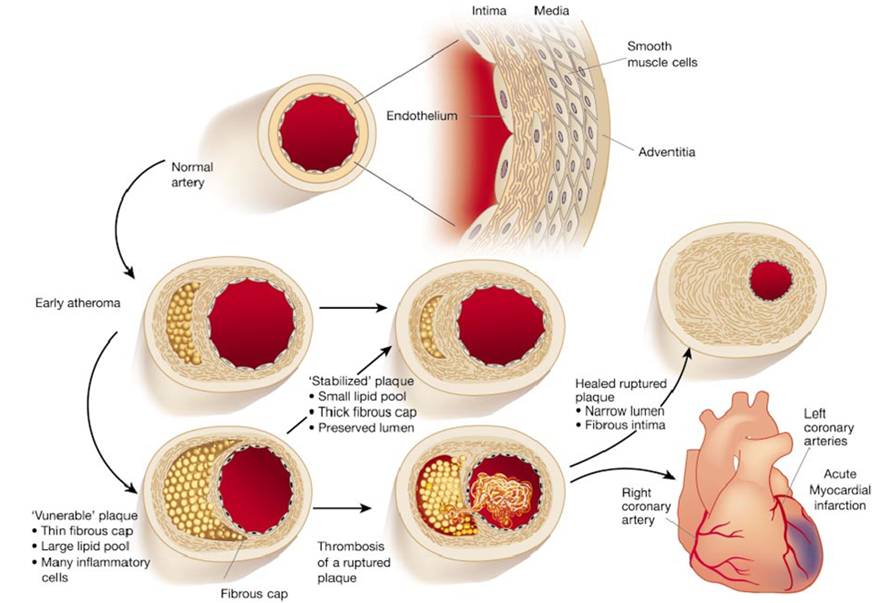 Intima Media
Smooth
muscle cells
Endothelium
Adventitia
Normal
artery
Early atheroma
'Stabilized' plaque
• Small lipid pool
• Thick fibrous cap
• Preserved lumen
Healed ruptured
plaque
• Narrow lumen
• Fibrous intima
Left
coronary
arteries
Acute
Myocardial
infarction
Right
coronary
artery
'Vunerable' plaque
• Thin fibrous cap
• Large lipid pool
• Many inflammatory
cells
Thrombosis
of a ruptured
plaque
Fibrous cap